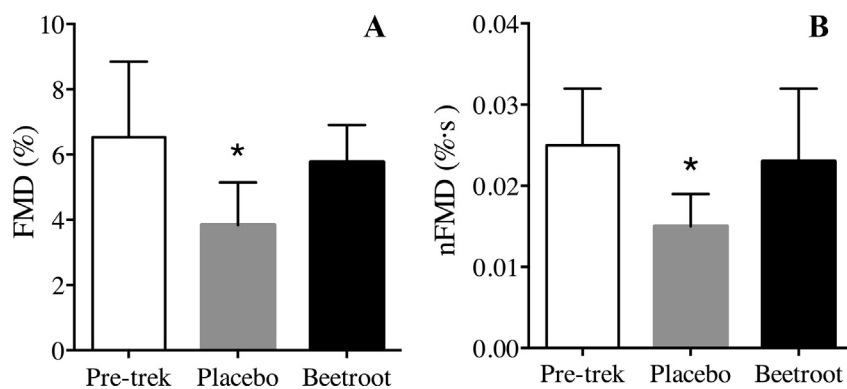 A
FMD (%)
10
8
6
4
2
0
*
Pre-trek Placebo Beetroot
B
nFMD (%·s )
0.04
0.03
0.02
0.01
0.00
*
Pre-trek Placebo Beetroot